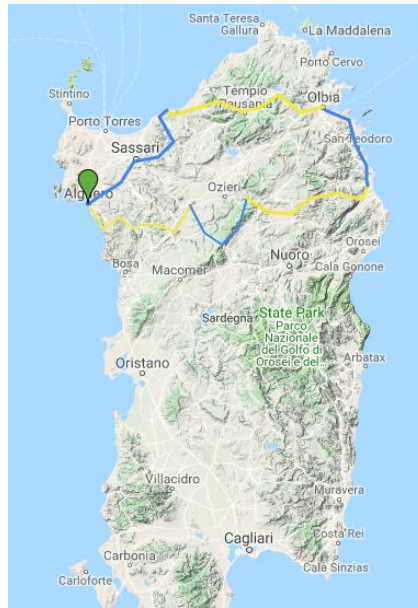 Santa Teresa
Gallura
La Maddalena
Porto Cervo
Stintino
Porto Torres
Tempio
Pausania
Olbia
Sassari
San Teodoro
Alghero
Ozieri
Orosei
Nuoro
Bosa
Cala Gonone
Macomer
Sardegna
State Park
Parco
Nazionale
del Golfo di
Orosei e del...
Oristano
Arbatax
Villacidro
Muravera
Costa Rei
Cagliari
Carbonia
Cala Sinzias
Carloforte